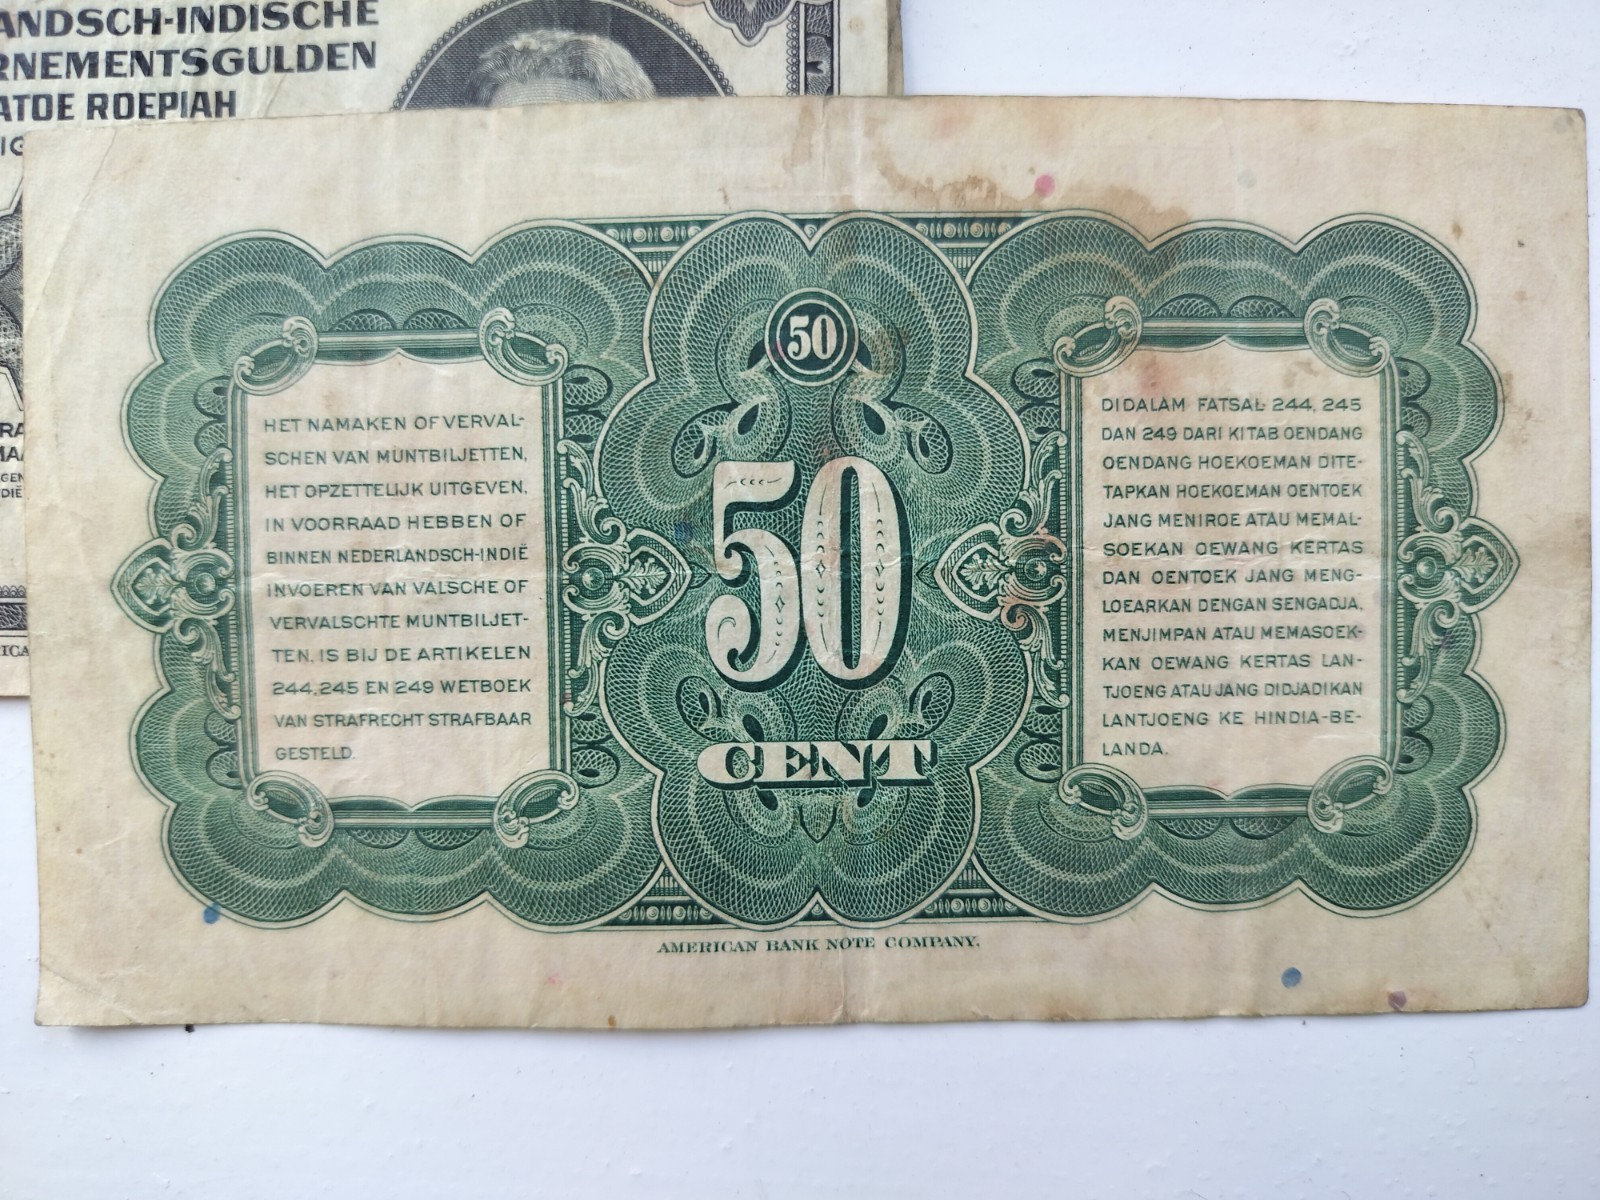 ANDSCH-INDISCHE
RNEMENTSGULDEN
ATOE ROEPIAH
50
HET NAMAKEN OF VERVAL-
SCHEN VAN MUNTBILJETTEN,
HET OPZETTELIJK UITGEVEN,
IN VOORRAAD HEBBEN OF
BINNEN NEDERLANDSCH-INDIË
INVOEREN VAN VALSCHE OF
VERVALSCHTE MUNTBILJET-
TEN, IS BIJ DE ARTIKELEN
244, 245 EN 249 WETBOEK
VAN STRAFRECHT STRAFBAAR
GESTELD.
50
CENT
DIDALAM FATSAL 244, 245
DAN 249 DARI KITAB OENDANG
OENDANG HOEKOEMAN DITE-
TAPKAN HOEKOEMAN OENTOEK
JANG MENIROE ATAU MEMAL-
SOEKAN OEWANG KERTAS
DAN OENTOEK JANG MENG-
LOEARKAN DENGAN SENGADJA,
MENJIMPAN ATAU MEMASOEK-
KAN OEWANG KERTAS LAN-
TJOENG ATAU JANG DIDJADIKAN
LANTJOENG KE HINDIA-BE-
LANDA.
AMERICAN BANK NOTE COMPANY.